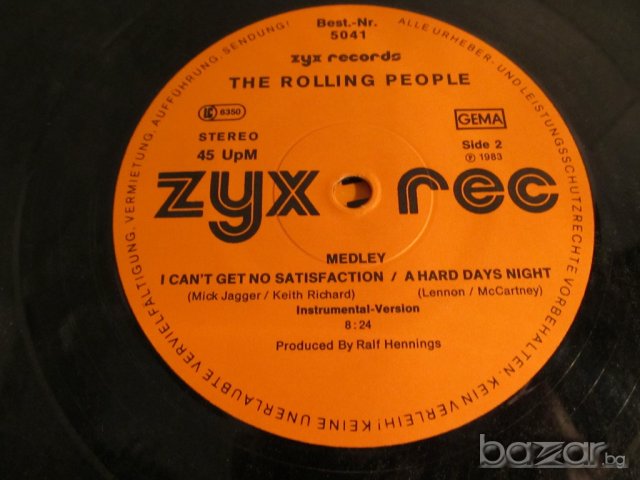 Best.-Nr.
5041
zyx records
THE ROLLING PEOPLE
LC 6350
GEMA
STEREO
45 UpM
Side 2
℗ 1983
zyx - rec
MEDLEY
I CAN'T GET NO SATISFACTION / A HARD DAYS NIGHT
(Mick Jagger / Keith Richard) (Lennon / McCartney)
Instrumental-Version
8:24
Produced By Ralf Hennings
ALLE URHEBER- UND LEISTUNGSSCHUTZRECHTE VORBEHALTEN. KEIN VERLEIH! KEINE UNERLAUBTE VERVIELFÄLTIGUNG, VERMIETUNG, AUFFÜHRUNG, SENDUNG!
bazar.bg